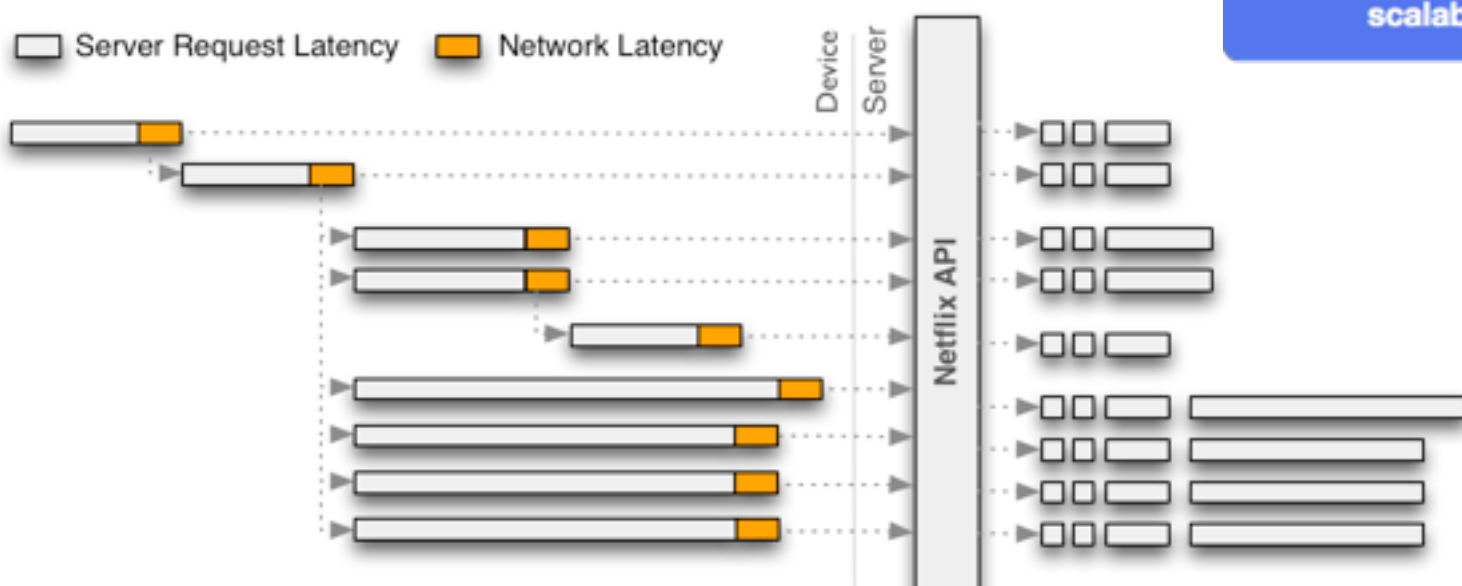 scalab
Server Request Latency
Network Latency
Device
Server
Netflix API